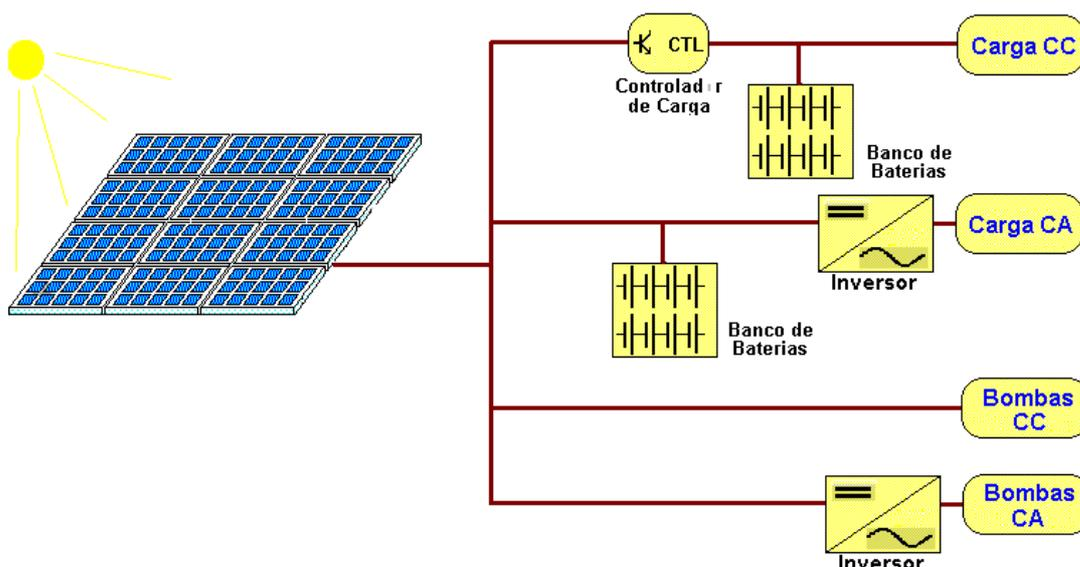 CTL
Carga CC
Controlad r
de Carga
Banco de
Baterias
Carga CA
Inversor
Banco de
Baterias
Bombas
CC
Bombas
CA
Inversor